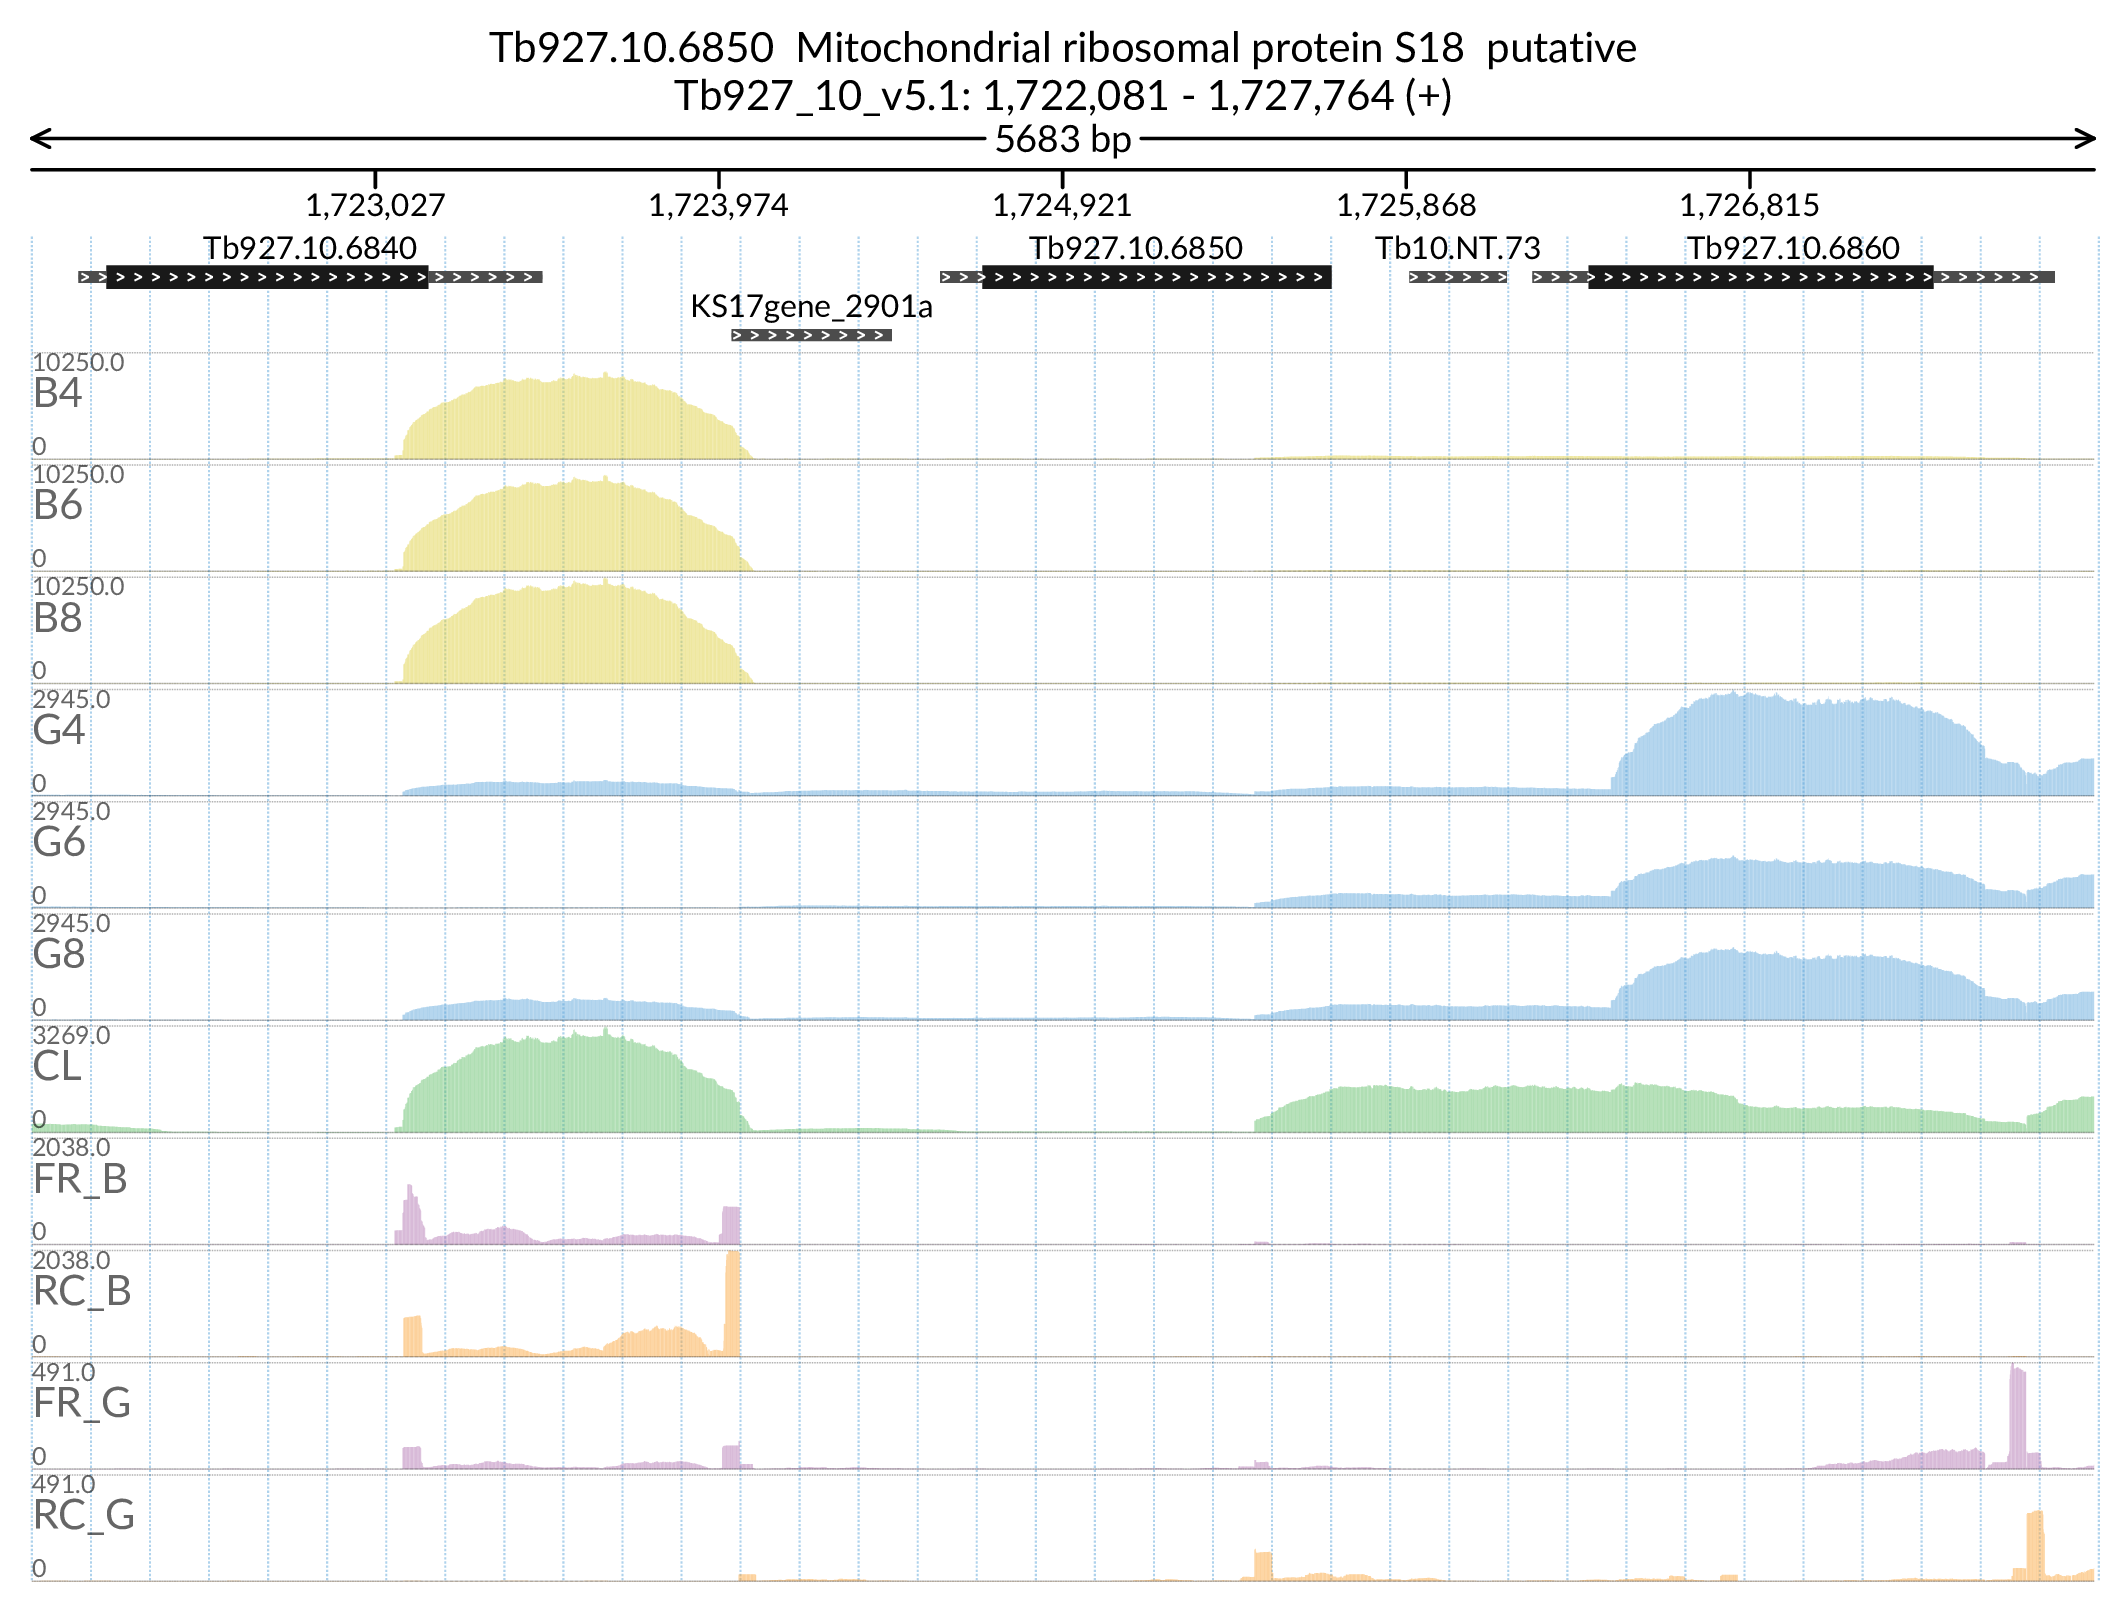 Tb927.10.6850 Mitochondrial ribosomal protein S18 putative
Tb927_10_v5.1: 1,722,081 - 1,727,764 (+)
5683 bp
1,723,027 1,723,974 1,724,921 1,725,868 1,726,815
Tb927.10.6840 Tb927.10.6850 Tb10.NT.73 Tb927.10.6860
KS17gene_2901a
10250.0
B4
0
10250.0
B6
0
10250.0
B8
0
2945.0
G4
0
2945.0
G6
0
2945.0
G8
0
3269.0
CL
0
2038.0
FR_B
0
2038.0
RC_B
0
491.0
FR_G
0
491.0
RC_G
0